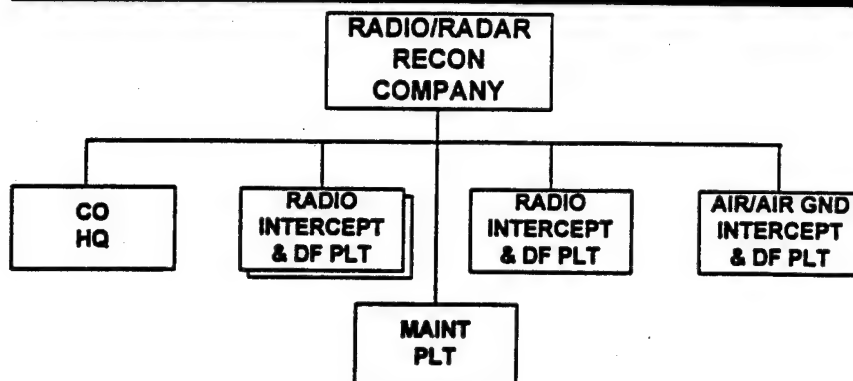 RADIO/RADAR
RECON
COMPANY
CO
HQ
RADIO
INTERCEPT
& DF PLT
RADIO
INTERCEPT
& DF PLT
AIR/AIR GND
INTERCEPT
& DF PLT
MAINT
PLT